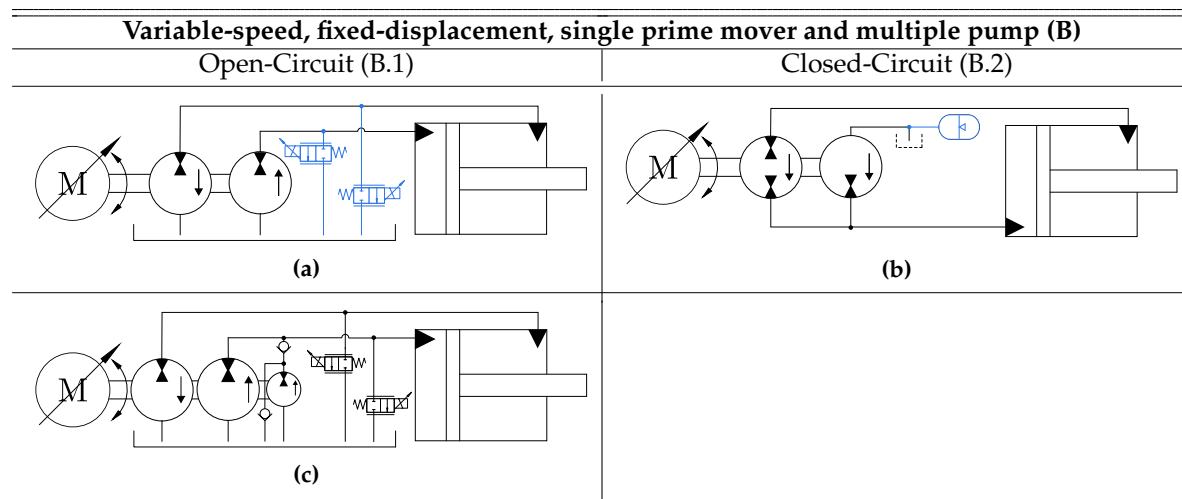 Variable-speed, fixed-displacement, single prime mover and multiple pump (B)
Open-Circuit (B.1)
Closed-Circuit (B.2)
M
(a)
M
(b)
M
(c)